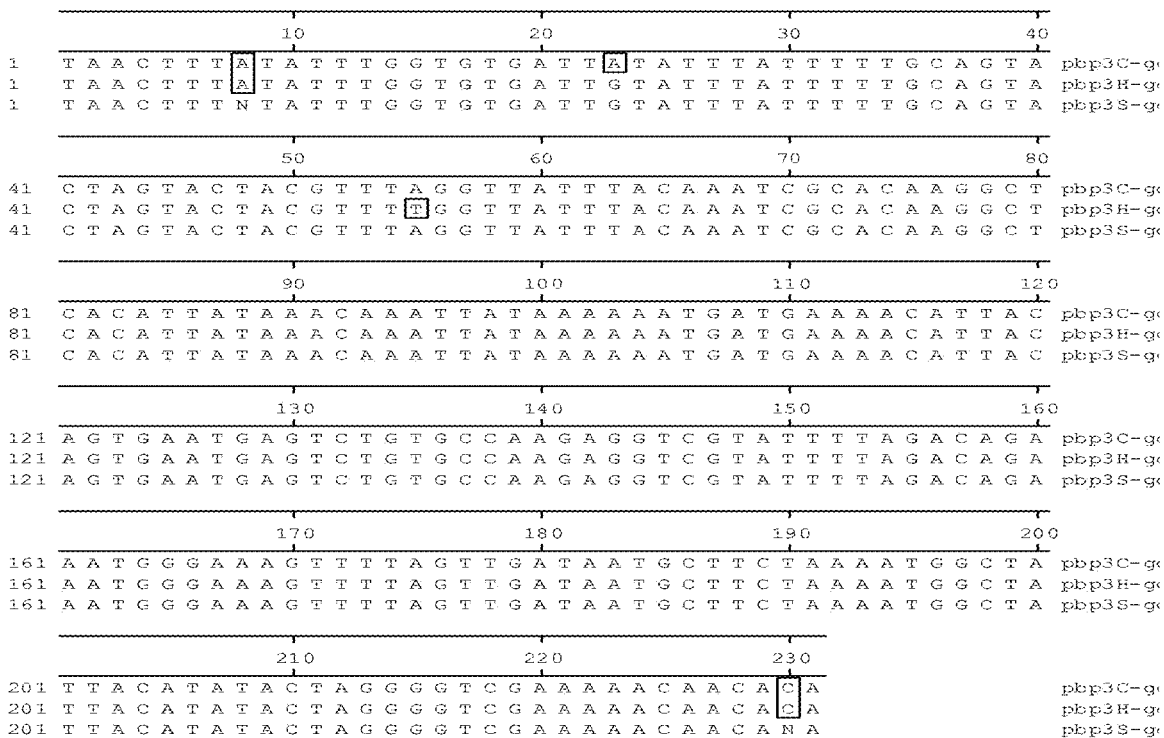 10 20 30 40
1 T A A C T T T A T A T T T G G T G T G A T T A T A T T T A T T T T T G C A G T A pbp3C-g
1 T A A C T T T A T A T T T G G T G T G A T T G T A T T T A T T T T T G C A G T A pbp3H-g
1 T A A C T T T N T A T T T G G T G T G A T T G T A T T T A T T T T T G C A G T A pbp3S-g
50 60 70 80
41 C T A G T A C T A C G T T T A G G T T A T T T A C A A A T C G C A C A A G G C T pbp3C-g
41 C T A G T A C T A C G T T T T G G T T A T T T A C A A A T C G C A C A A G G C T pbp3H-g
41 C T A G T A C T A C G T T T A G G T T A T T T A C A A A T C G C A C A A G G C T pbp3S-g
90 100 110 120
81 C A C A T T A T A A A C A A A T T A T A A A A A A T G A T G A A A A C A T T A C pbp3C-g
81 C A C A T T A T A A A C A A A T T A T A A A A A A T G A T G A A A A C A T T A C pbp3H-g
81 C A C A T T A T A A A C A A A T T A T A A A A A A T G A T G A A A A C A T T A C pbp3S-g
130 140 150 160
121 A G T G A A T G A G T C T G T G C C A A G A G G T C G T A T T T T A G A C A G A pbp3C-g
121 A G T G A A T G A G T C T G T G C C A A G A G G T C G T A T T T T A G A C A G A pbp3H-g
121 A G T G A A T G A G T C T G T G C C A A G A G G T C G T A T T T T A G A C A G A pbp3S-g
170 180 190 200
161 A A T G G G A A A G T T T T A G T T G A T A A T G C T T C T A A A A T G G C T A pbp3C-g
161 A A T G G G A A A G T T T T A G T T G A T A A T G C T T C T A A A A T G G C T A pbp3H-g
161 A A T G G G A A A G T T T T A G T T G A T A A T G C T T C T A A A A T G G C T A pbp3S-g
210 220 230
201 T T A C A T A T A C T A G G G G T C G A A A A A C A A C A C A pbp3C-g
201 T T A C A T A T A C T A G G G G T C G A A A A A C A A C A C A pbp3H-g
201 T T A C A T A T A C T A G G G G T C G A A A A A C A A C A N A pbp3S-g